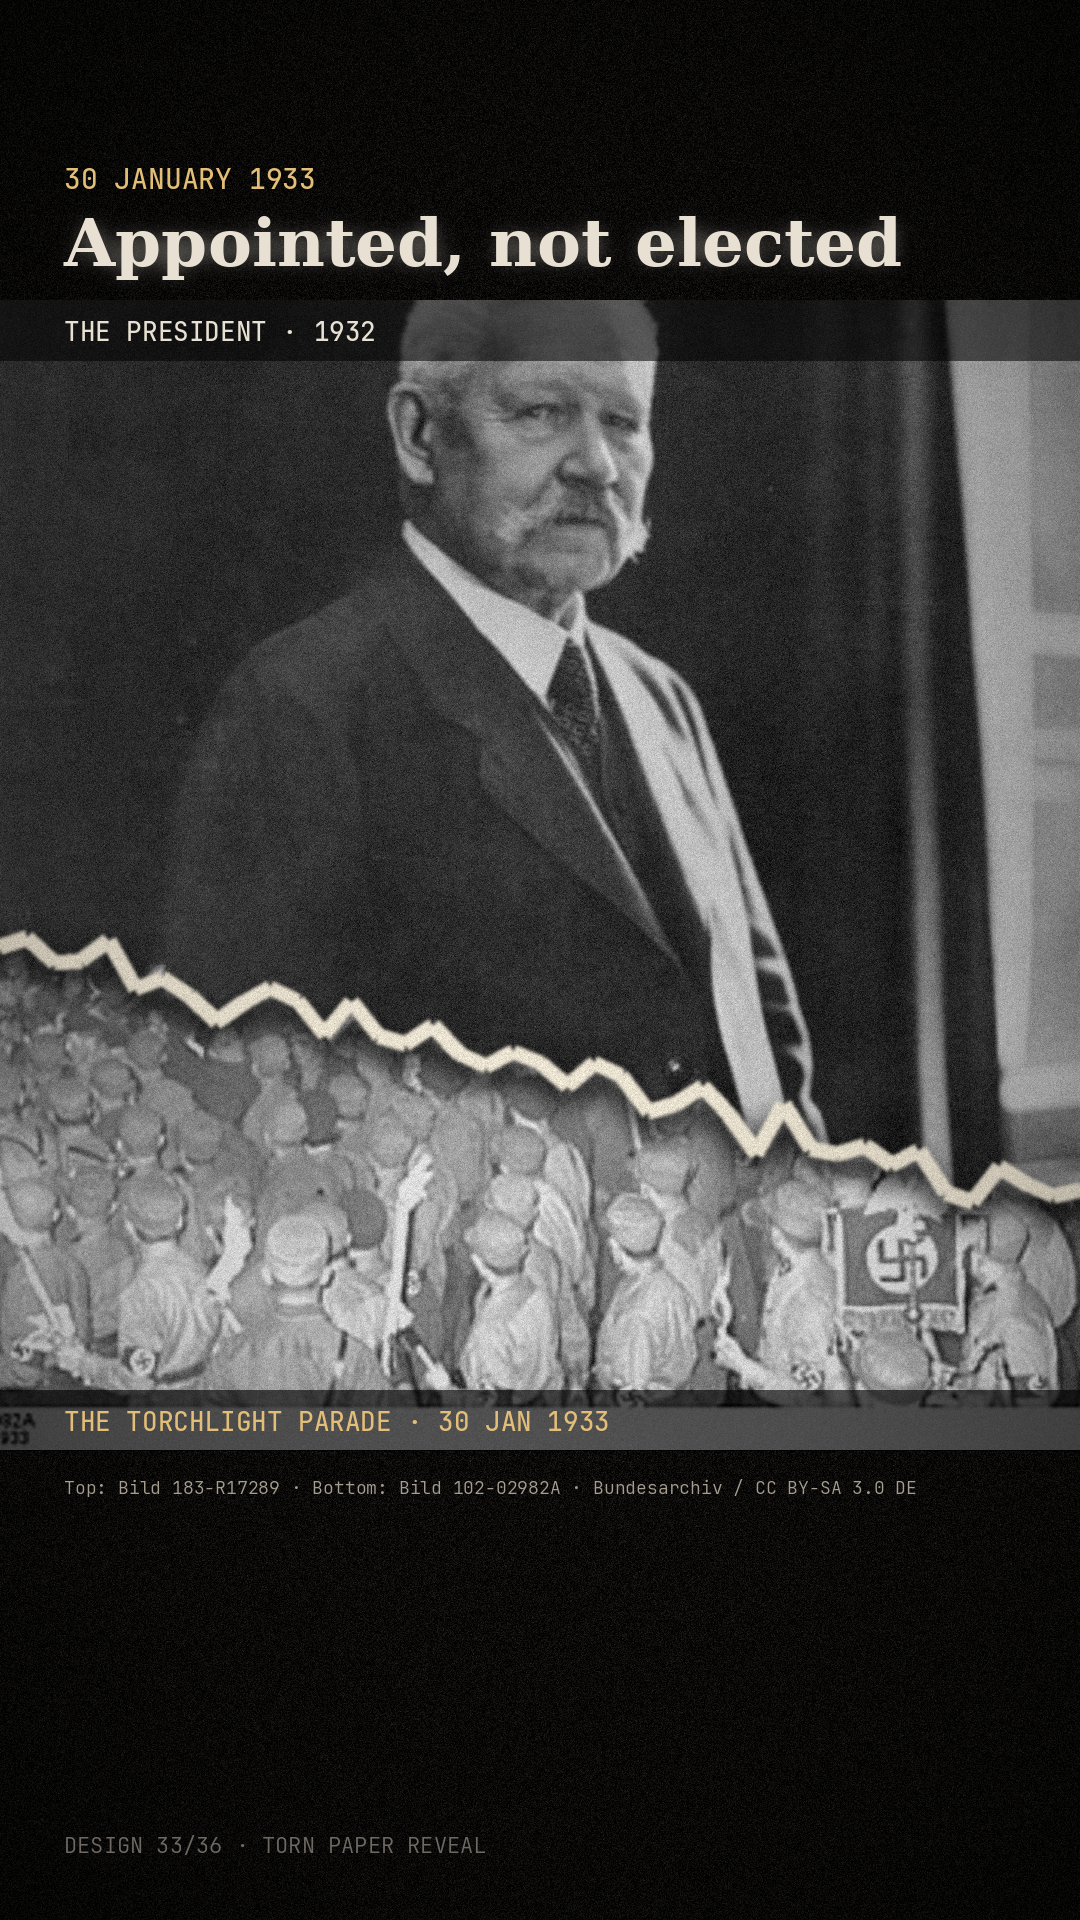 30 JANUARY 1933
Appointed, not elected
THE PRESIDENT · 1932
THE TORCHLIGHT PARADE · 30 JAN 1933
Top: Bild 183-R17289 · Bottom: Bild 102-02982A · Bundesarchiv / CC BY-SA 3.0 DE
DESIGN 33/36 · TORN PAPER REVEAL